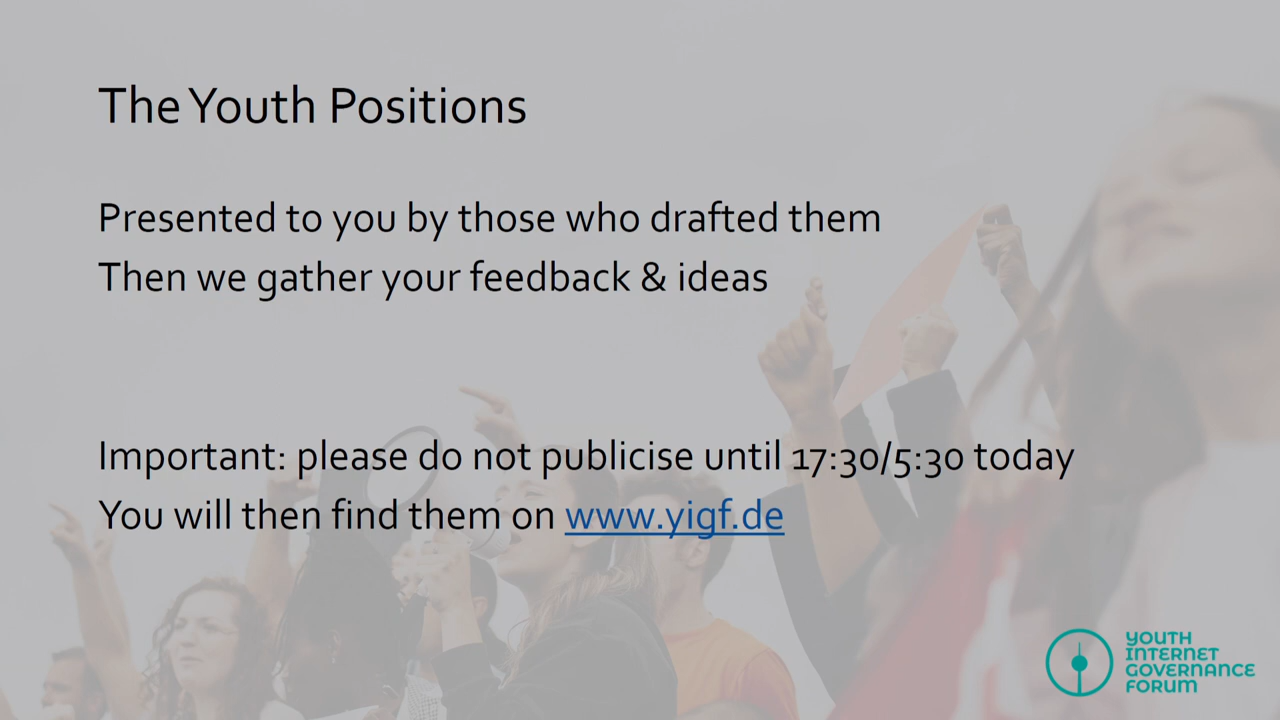 The Youth Positions
Presented to you by those who drafted them
Then we gather your feedback & ideas
Important: please do not publicise until 17:30/5:30 today
You will then find them on www.yigf.de
YOUTH
INTERNET
GOVERNANCE
FORUM